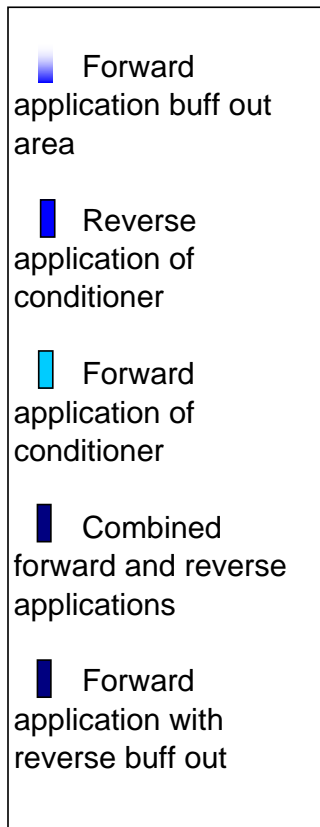 Forward
application buff out
area
Reverse
application of
conditioner
Forward
application of
conditioner
Combined
forward and reverse
applications
Forward
application with
reverse buff out